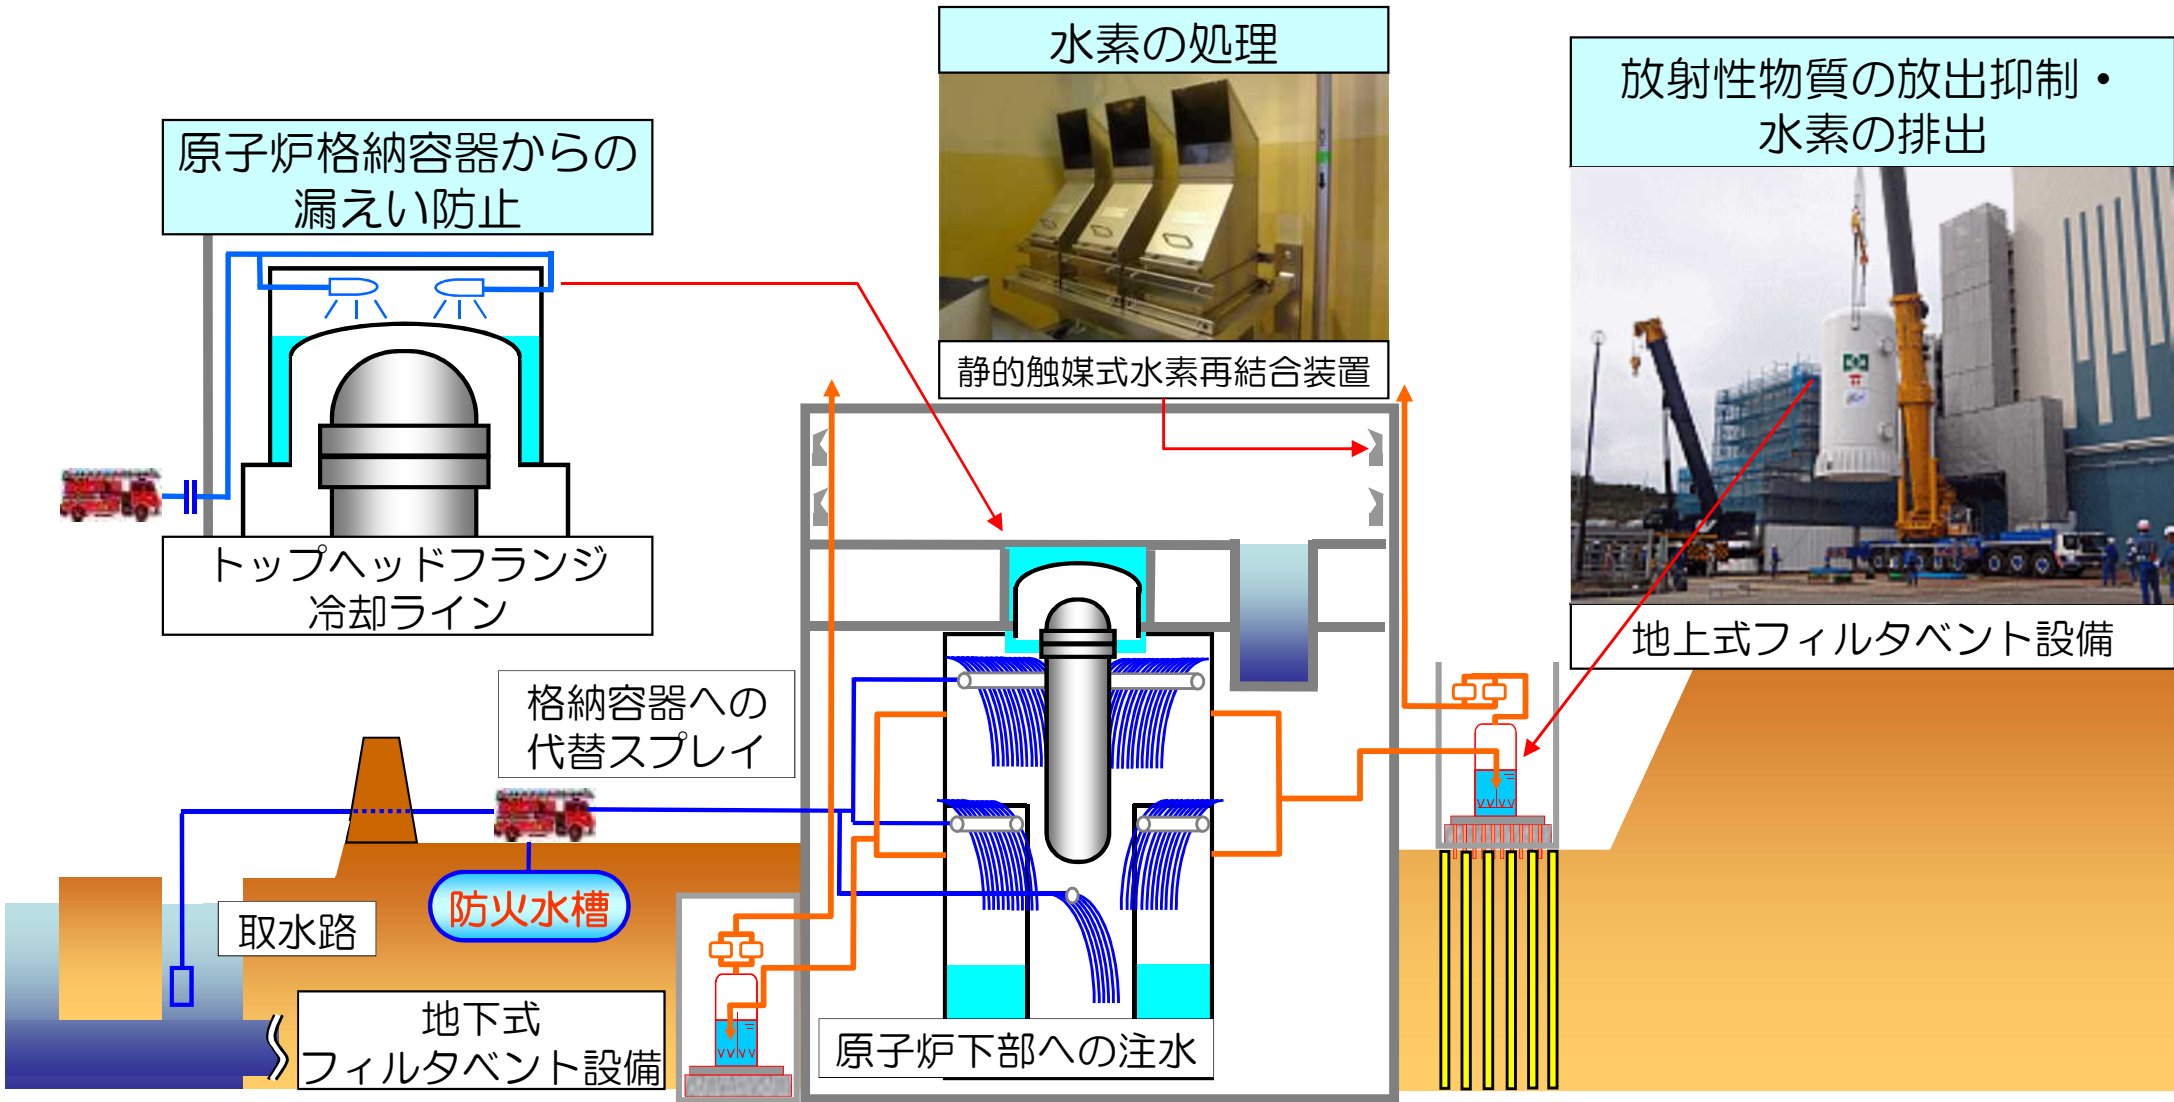 水素の処理
放射性物質の放出抑制・
水素の排出
原子炉格納容器からの
漏えい防止
静的触媒式水素再結合装置
トップヘッドフランジ
冷却ライン
地上式フィルタベント設備
格納容器への
代替スプレイ
防火水槽
取水路
地下式
フィルタベント設備
原子炉下部への注水